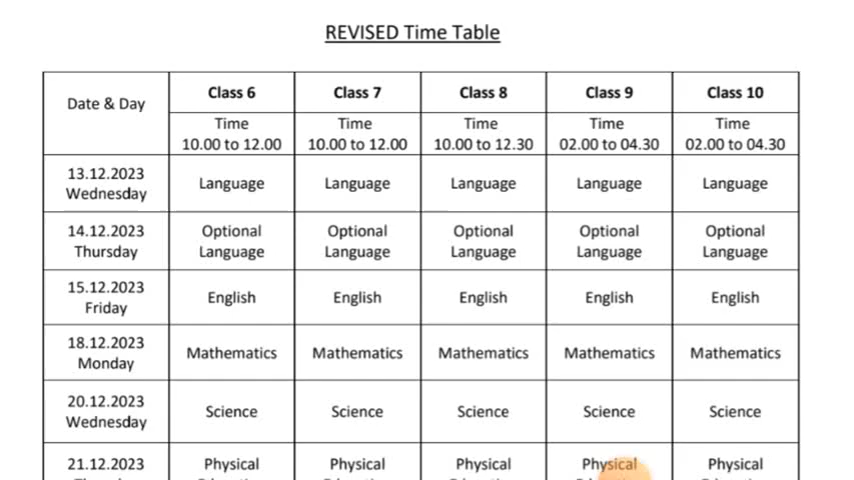 REVISED Time Table
Date & Day
Class 6
Class 7
Class 8
Class 9
Class 10
Time
10.00 to 12.00
Time
10.00 to 12.00
Time
10.00 to 12.30
Time
02.00 to 04.30
Time
02.00 to 04.30
13.12.2023
Wednesday
Language
Language
Language
Language
Language
14.12.2023
Thursday
Optional
Language
Optional
Language
Optional
Language
Optional
Language
Optional
Language
15.12.2023
Friday
English
English
English
English
English
18.12.2023
Monday
Mathematics
Mathematics
Mathematics
Mathematics
Mathematics
20.12.2023
Wednesday
Science
Science
Science
Science
Science
21.12.2023
Physical
Physical
Physical
Physical
Physical